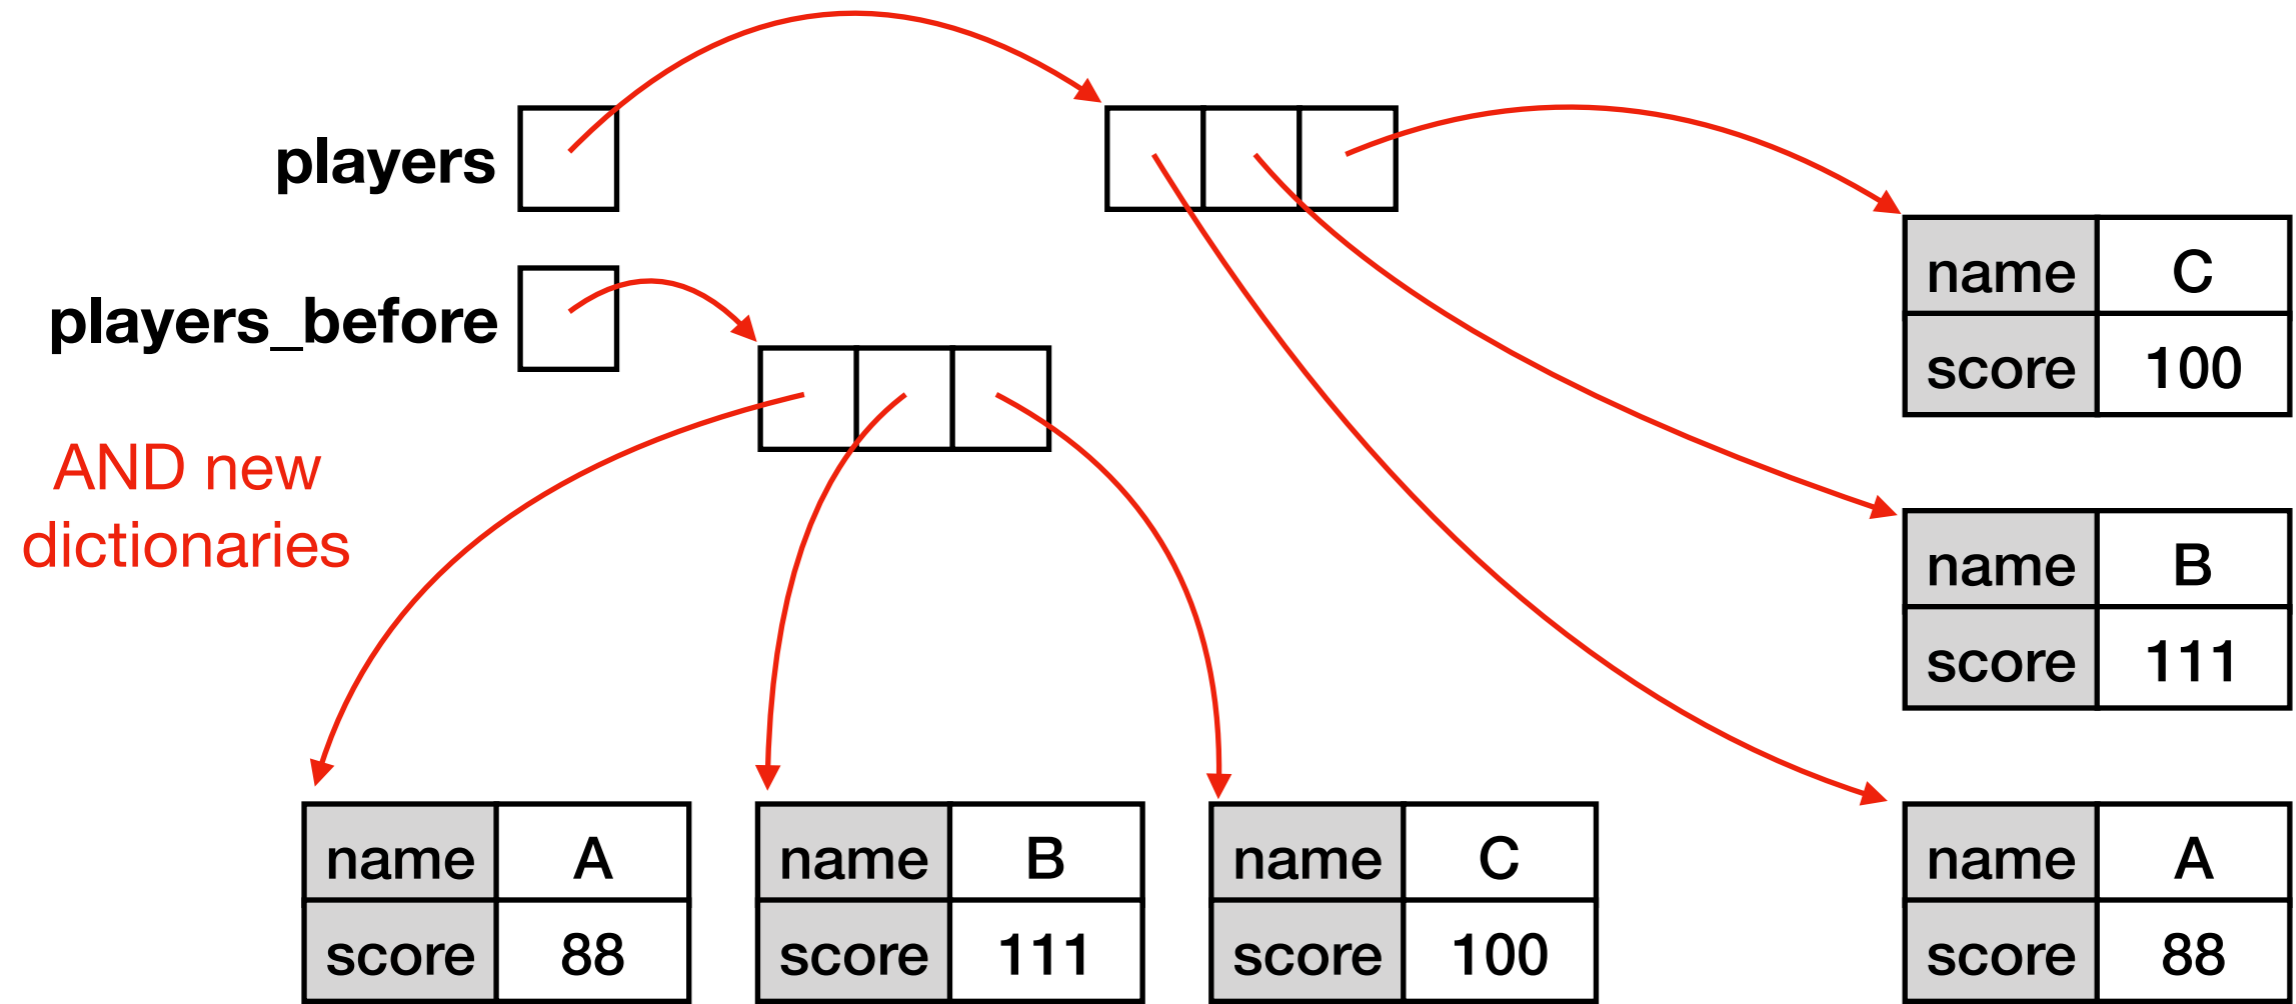 players
players_before
AND new
dictionaries
name C
score 100
name B
score 111
name A
score 88
name B
score 111
name C
score 100
name A
score 88